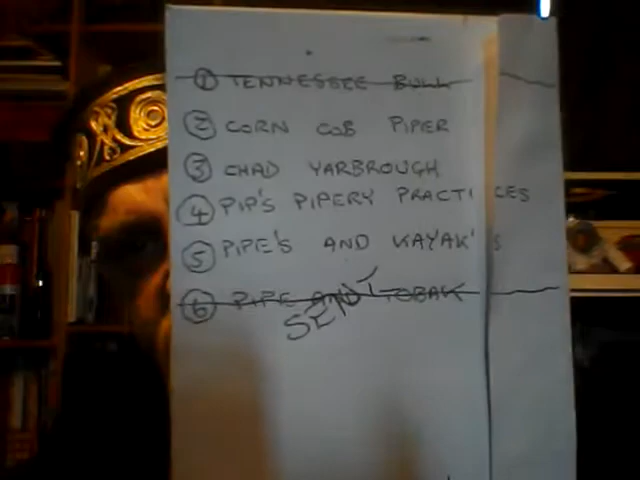 ① TENNESSEE BULL
② CORN COB PIPER
③ CHAD YARBROUGH
④ PIP'S PIPERY PRACTICES
⑤ PIPE'S AND KAYAK'S
⑥ PIPE AND TOBAK
SENT